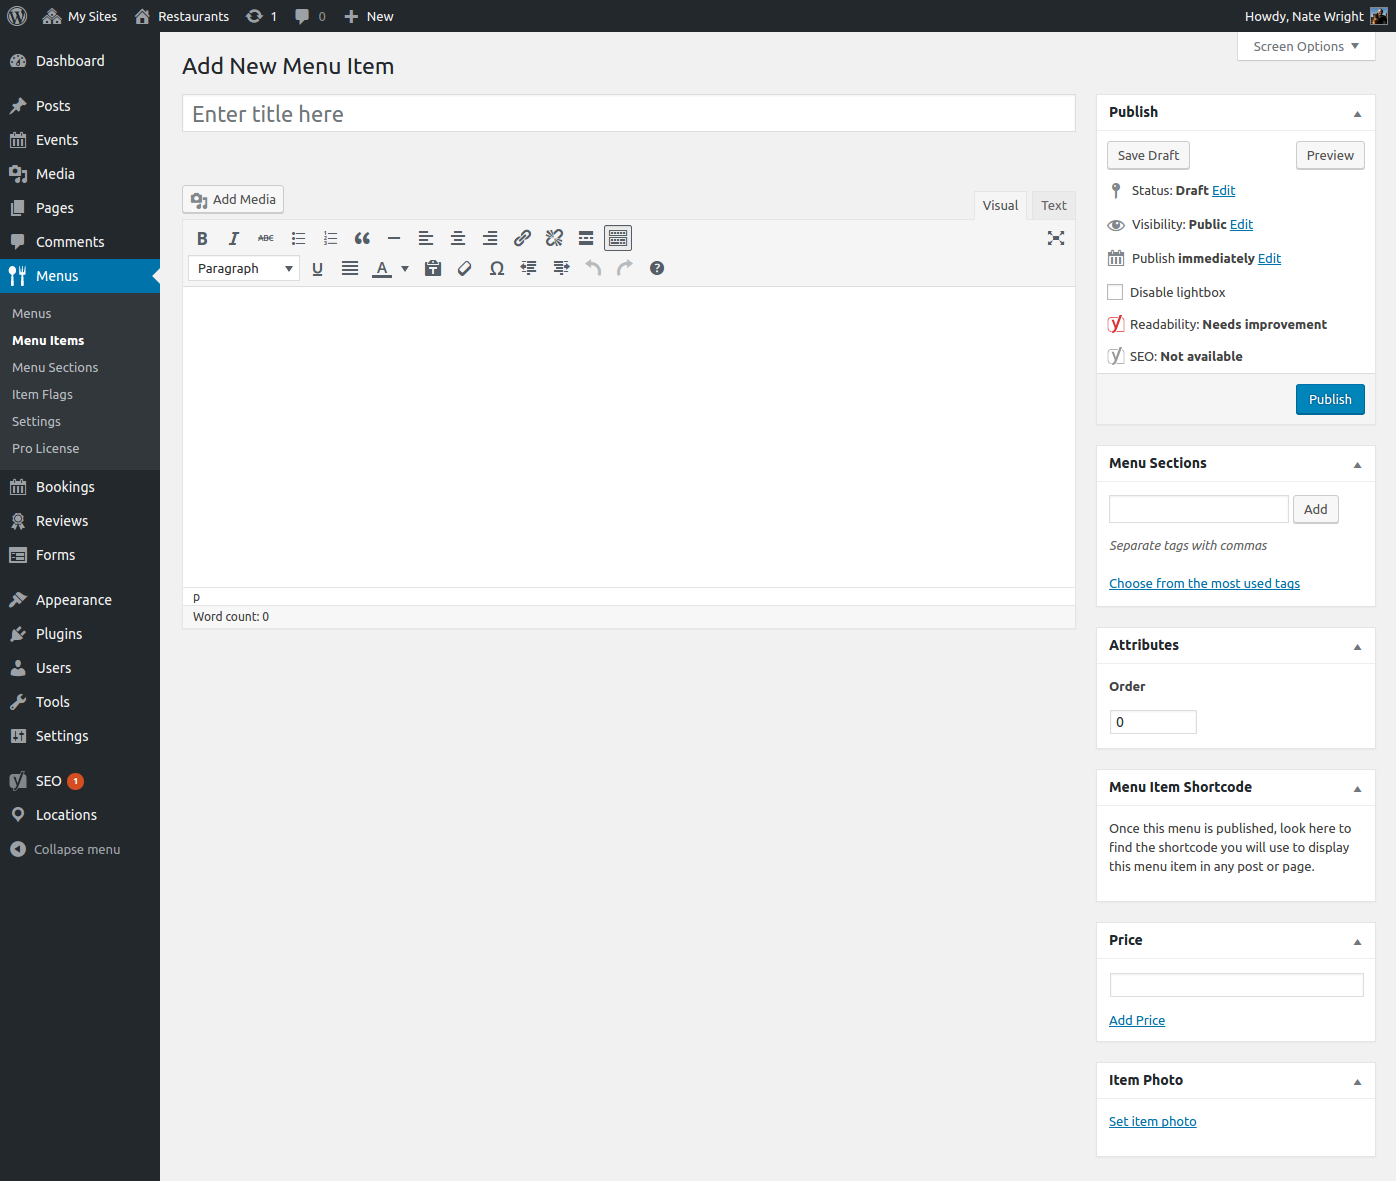 My Sites Restaurants 1 0 New Howdy, Nate Wright
Screen Options
Dashboard
Posts
Events
Media
Pages
Comments
Menus
Menus
Menu Items
Menu Sections
Item Flags
Settings
Pro License
Bookings
Reviews
Forms
Appearance
Plugins
Users
Tools
Settings
SEO 1
Locations
Collapse menu
Add New Menu Item
Enter title here
Add Media
Visual Text
B I ABC
Paragraph U A Ω ?
p
Word count: 0
Publish
Save Draft Preview
Status: Draft Edit
Visibility: Public Edit
Publish immediately Edit
Disable lightbox
Readability: Needs improvement
SEO: Not available
Publish
Menu Sections
Add
Separate tags with commas
Choose from the most used tags
Attributes
Order
0
Menu Item Shortcode
Once this menu is published, look here to
find the shortcode you will use to display
this menu item in any post or page.
Price
Add Price
Item Photo
Set item photo